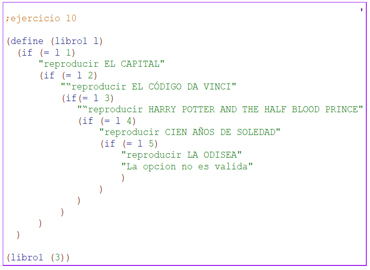 ;ejercicio 10
(define (librol l)
(if (= l 1)
"reproducir EL CAPITAL"
(if (= l 2)
"“reproducir EL CÓDIGO DA VINCI"
(if(= l 3)
"“reproducir HARRY POTTER AND THE HALF BLOOD PRINCE"
(if (= l 4)
"reproducir CIEN AÑOS DE SOLEDAD"
(if (= l 5)
"reproducir LA ODISEA"
"La opcion no es valida"
)
)
)
)
)
)
(librol (3))